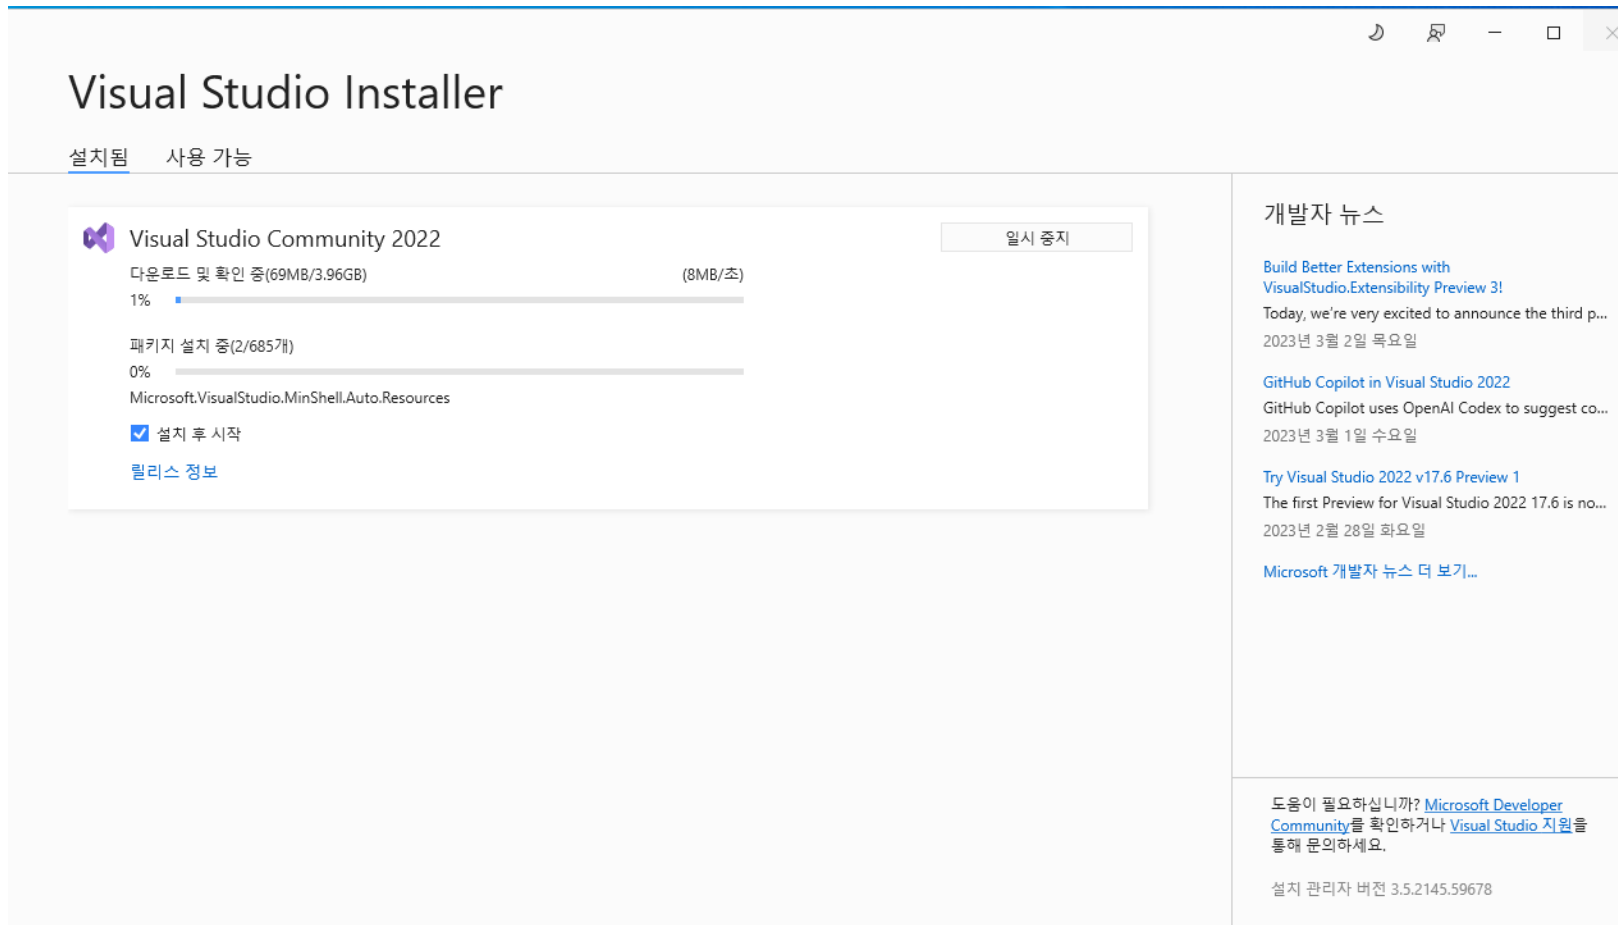 Visual Studio Installer
설치됨 사용 가능
Visual Studio Community 2022
일시 중지
다운로드 및 확인 중(69MB/3.96GB) (8MB/초)
1%
패키지 설치 중(2/685개)
0%
Microsoft.VisualStudio.MinShell.Auto.Resources
설치 후 시작
릴리스 정보
개발자 뉴스
Build Better Extensions with
VisualStudio.Extensibility Preview 3!
Today, we're very excited to announce the third p...
2023년 3월 2일 목요일
GitHub Copilot in Visual Studio 2022
GitHub Copilot uses OpenAI Codex to suggest co...
2023년 3월 1일 수요일
Try Visual Studio 2022 v17.6 Preview 1
The first Preview for Visual Studio 2022 17.6 is no...
2023년 2월 28일 화요일
Microsoft 개발자 뉴스 더 보기...
도움이 필요하십니까? Microsoft Developer
Community를 확인하거나 Visual Studio 지원을
통해 문의하세요.
설치 관리자 버전 3.5.2145.59678